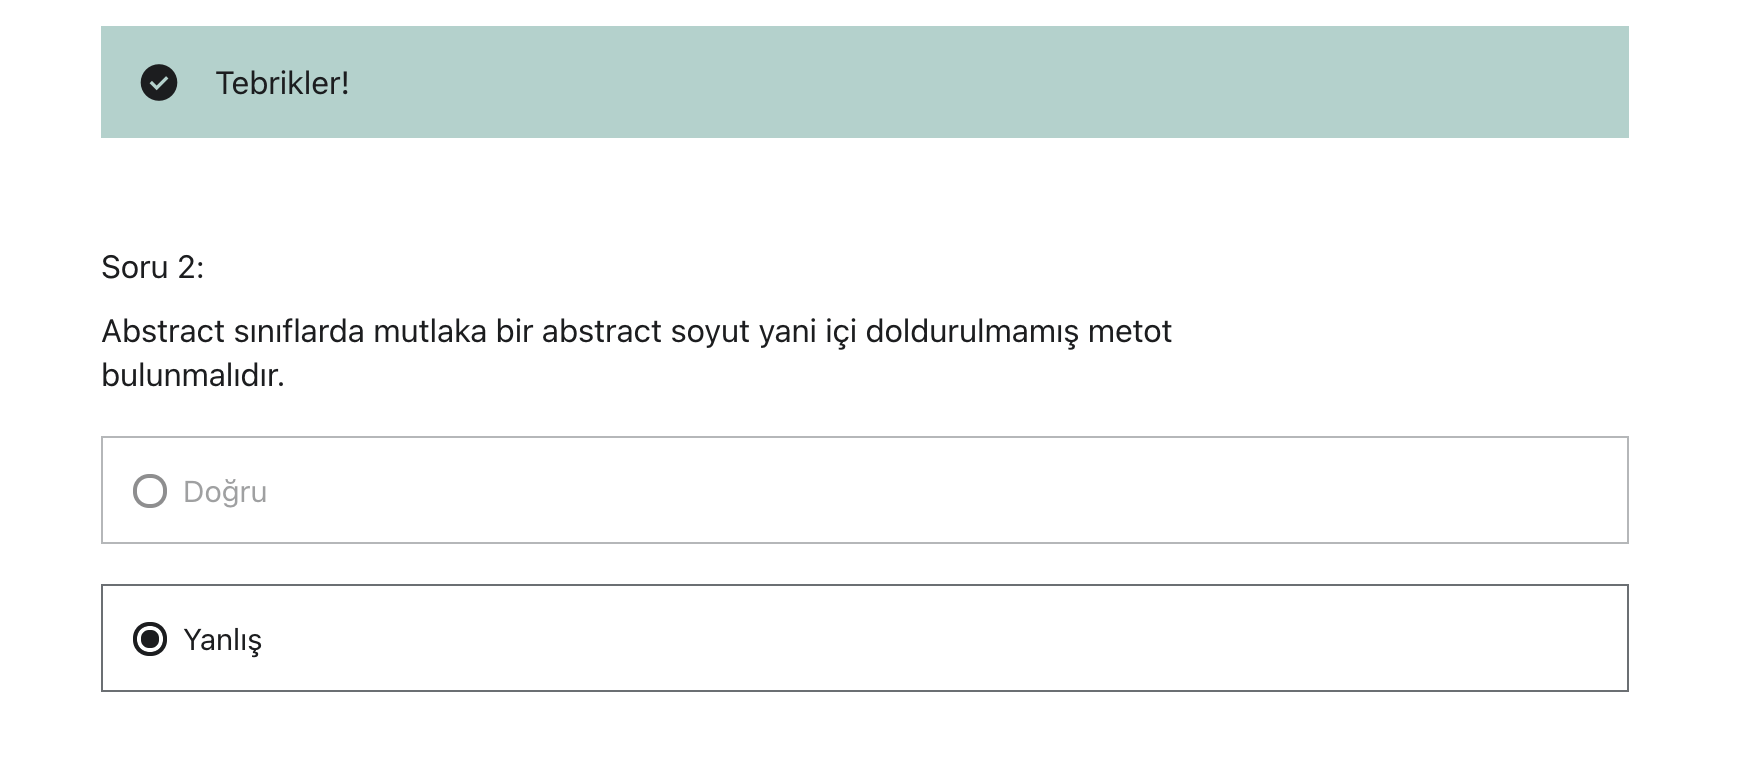 Tebrikler!
Soru 2:
Abstract sınıflarda mutlaka bir abstract soyut yani içi doldurulmamış metot
bulunmalıdır.
Doğru
Yanlış